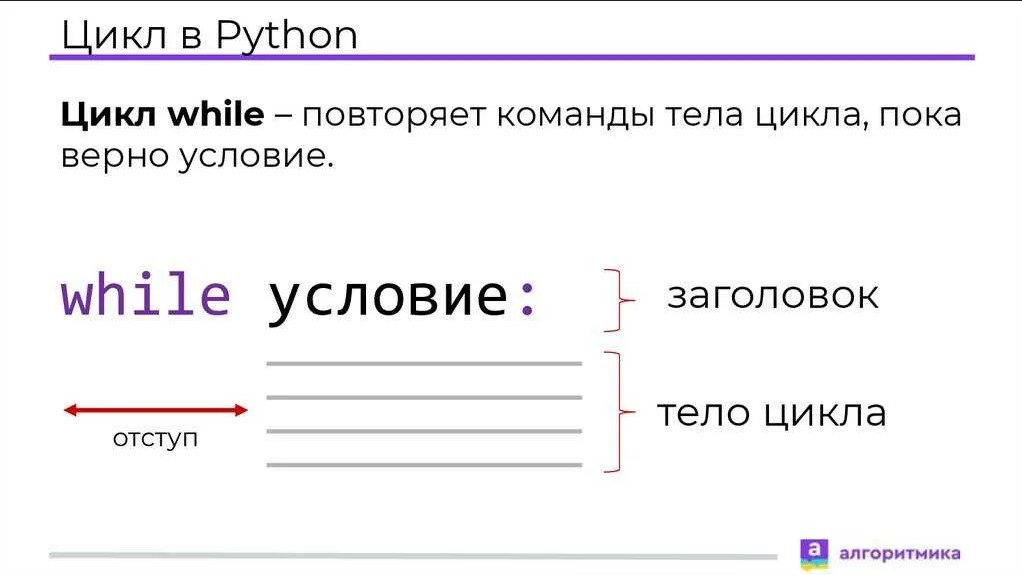 Цикл в Python
Цикл while – повторяет команды тела цикла, пока
верно условие.
while условие:
заголовок
отступ
тело цикла
а
алгоритмика